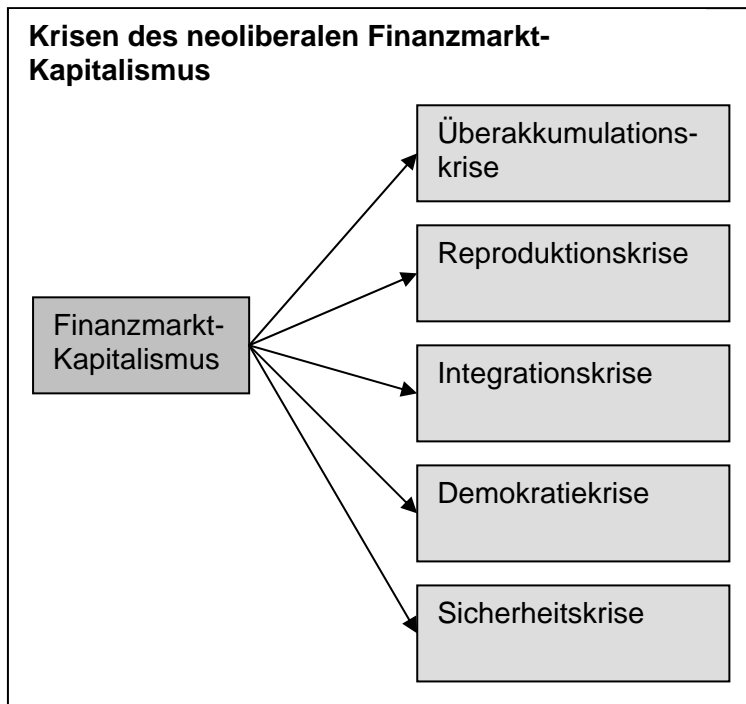 Krisen des neoliberalen Finanzmarkt-
Kapitalismus
Überakkumulations-
krise
Reproduktionskrise
Finanzmarkt-
Kapitalismus
Integrationskrise
Demokratiekrise
Sicherheitskrise